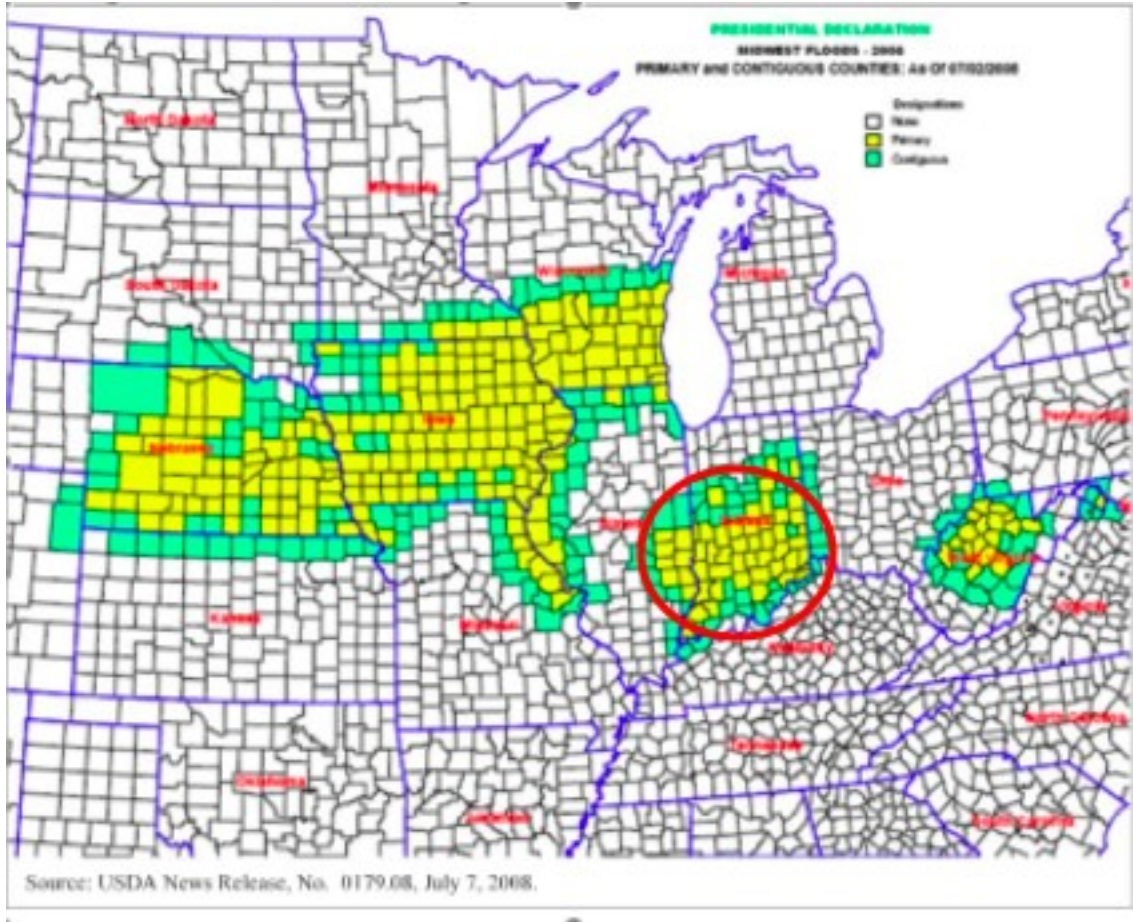 PRESIDENTIAL DECLARATION
MIDWEST FLOODS - 2008
PRIMARY and CONTIGUOUS COUNTIES: As Of 07/02/2008
Designations
None
Primary
Contiguous
North Dakota
Minnesota
South Dakota
Wisconsin
Michigan
Iowa
Nebraska
Pennsylvania
Ohio
Illinois
Indiana
West Virginia
Virginia
Kansas
Missouri
Kentucky
North Carolina
Tennessee
Oklahoma
Arkansas
South Carolina
Source: USDA News Release, No. 0179.08, July 7, 2008.